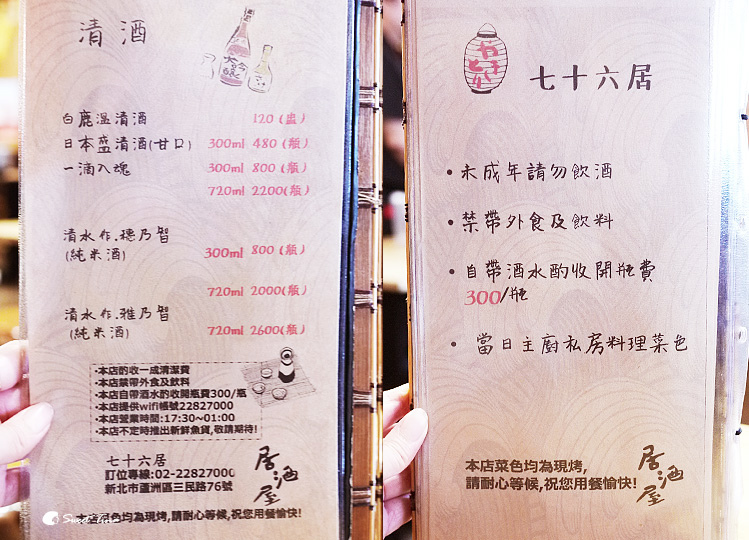 清酒
大吟釀
白鹿溫清酒 120 (盅)
日本盛清酒(甘口) 300ml 480 (瓶)
一滴入魂 300ml 800 (瓶)
720ml 2200(瓶)
清水作.穗乃智
(純米酒) 300ml 800 (瓶)
720ml 2000(瓶)
清水作.雅乃智
(純米酒) 720ml 2600(瓶)
•本店酌收一成清潔費
•本店禁帶外食及飲料
•本店自帶酒水酌收開瓶費300/瓶
•本店提供wifi帳號22827000
•本店營業時間:17:30~01:00
•本店不定時推出新鮮魚貨,敬請期待!
七十六居
訂位專線:02-22827000
新北市蘆洲區三民路76號
居酒屋
本店菜色均為現烤,請耐心等候,祝您用餐愉快!
七十六居
•未成年請勿飲酒
•禁帶外食及飲料
•自帶酒水酌收開瓶費
300/瓶
•當日主廚私房料理菜色
本店菜色均為現烤,
請耐心等候,祝您用餐愉快!
居酒屋